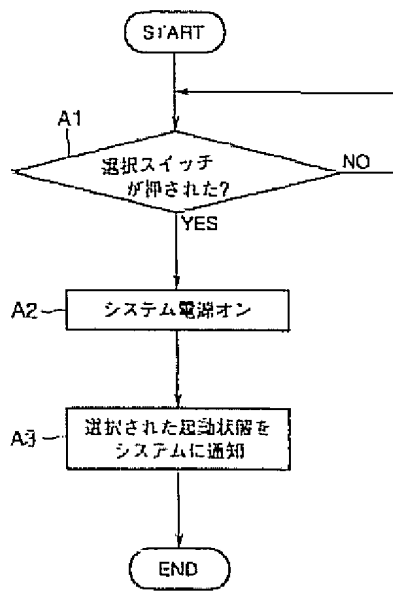 START
A1
選択スイッチ
が押された?
NO
YES
A2
システム電源オン
A3
選択された起動状態を
システムに通知
END